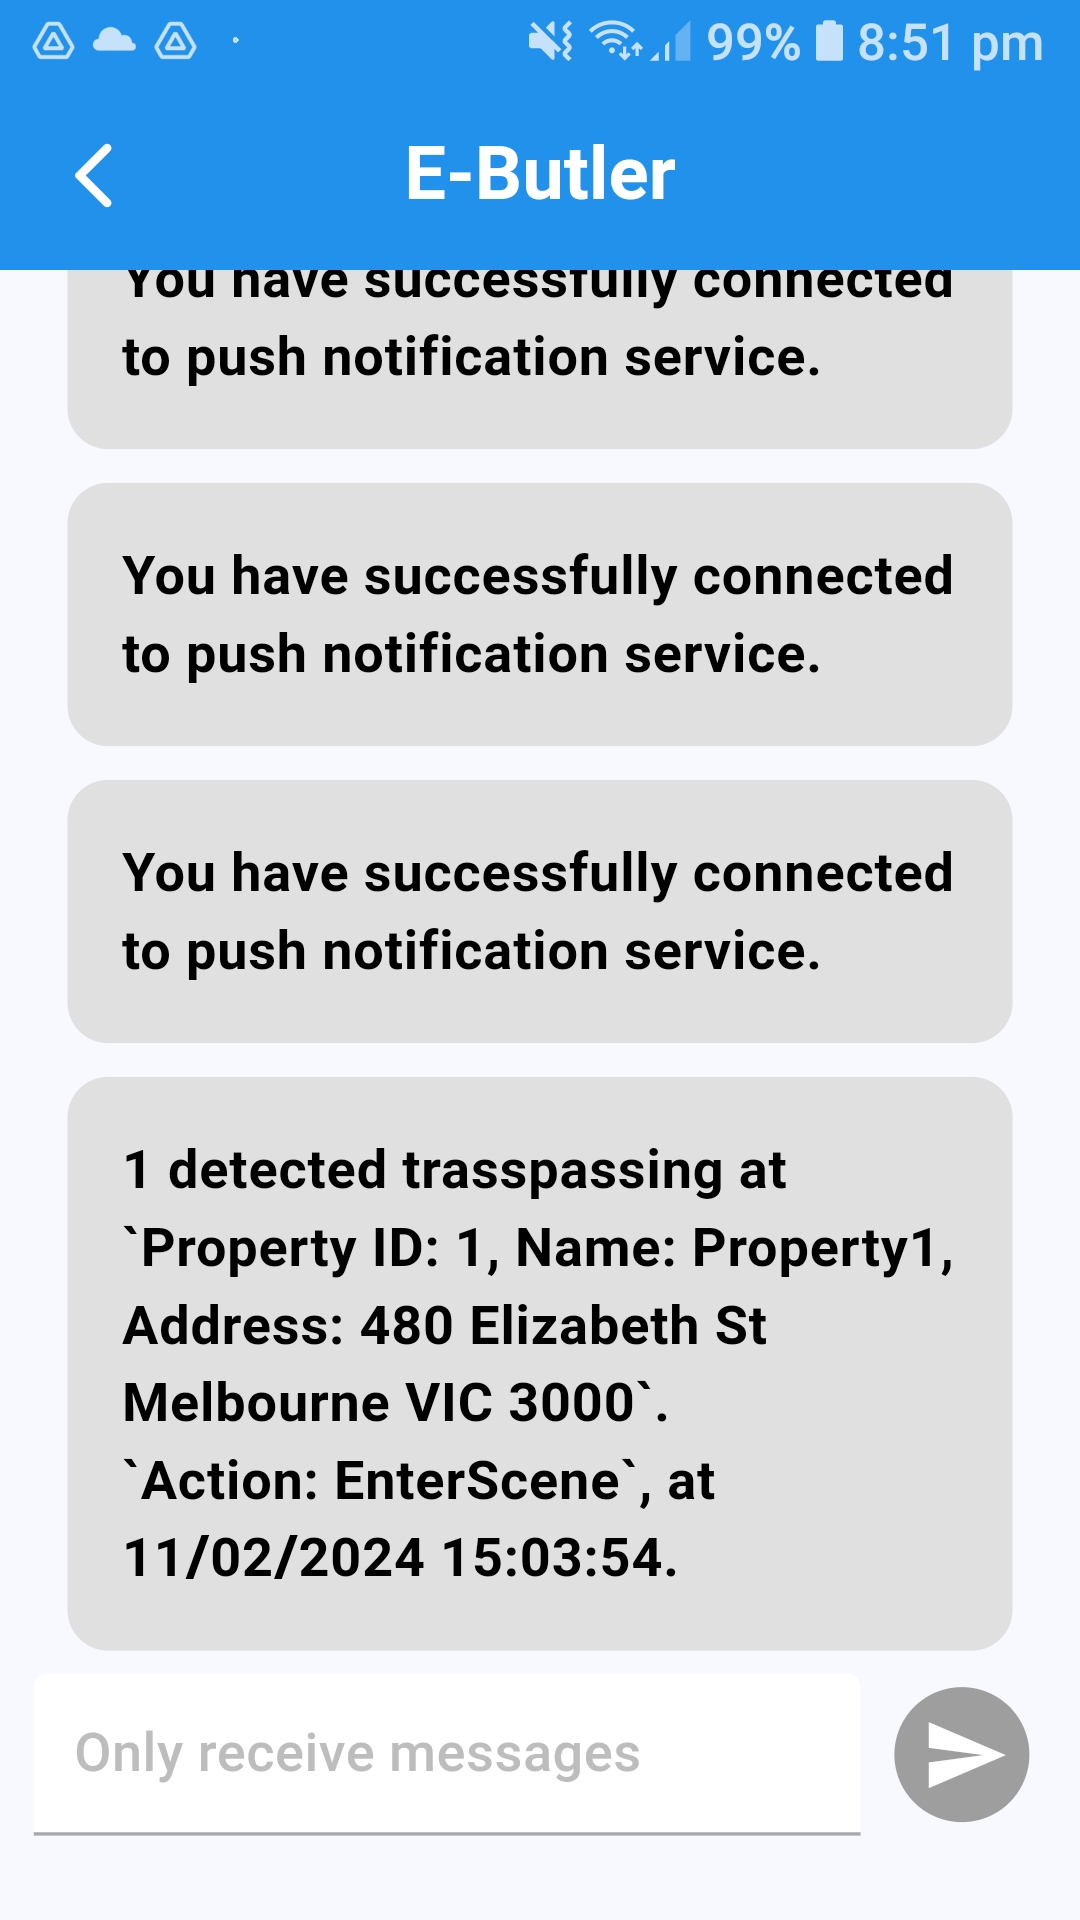 99% 8:51 pm
E-Butler
You have successfully connected
to push notification service.
You have successfully connected
to push notification service.
You have successfully connected
to push notification service.
1 detected trasspassing at
`Property ID: 1, Name: Property1,
Address: 480 Elizabeth St
Melbourne VIC 3000`.
`Action: EnterScene`, at
11/02/2024 15:03:54.
Only receive messages